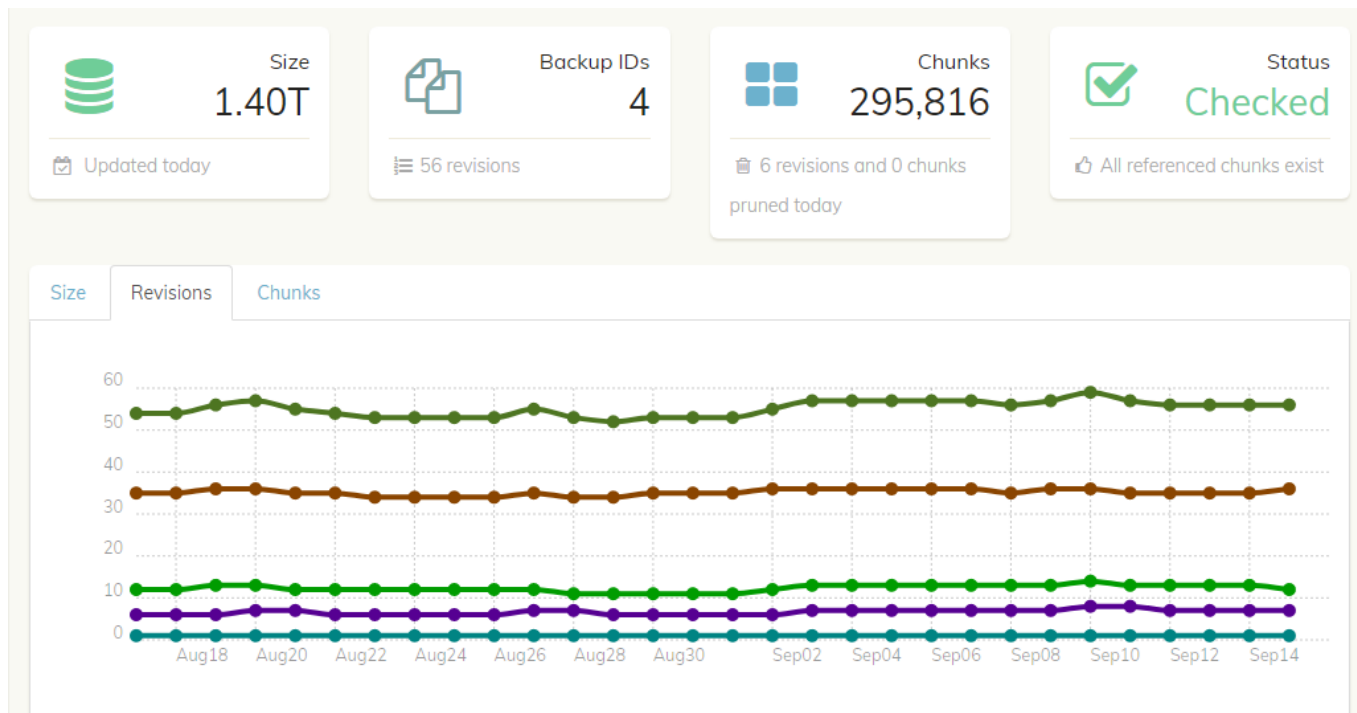 Size
1.40T
Updated today
Backup IDs
4
56 revisions
Chunks
295,816
6 revisions and 0 chunks
pruned today
Status
Checked
All referenced chunks exist
Size Revisions Chunks
60
50
40
30
20
10
0
Aug18 Aug20 Aug22 Aug24 Aug26 Aug28 Aug30 Sep02 Sep04 Sep06 Sep08 Sep10 Sep12 Sep14